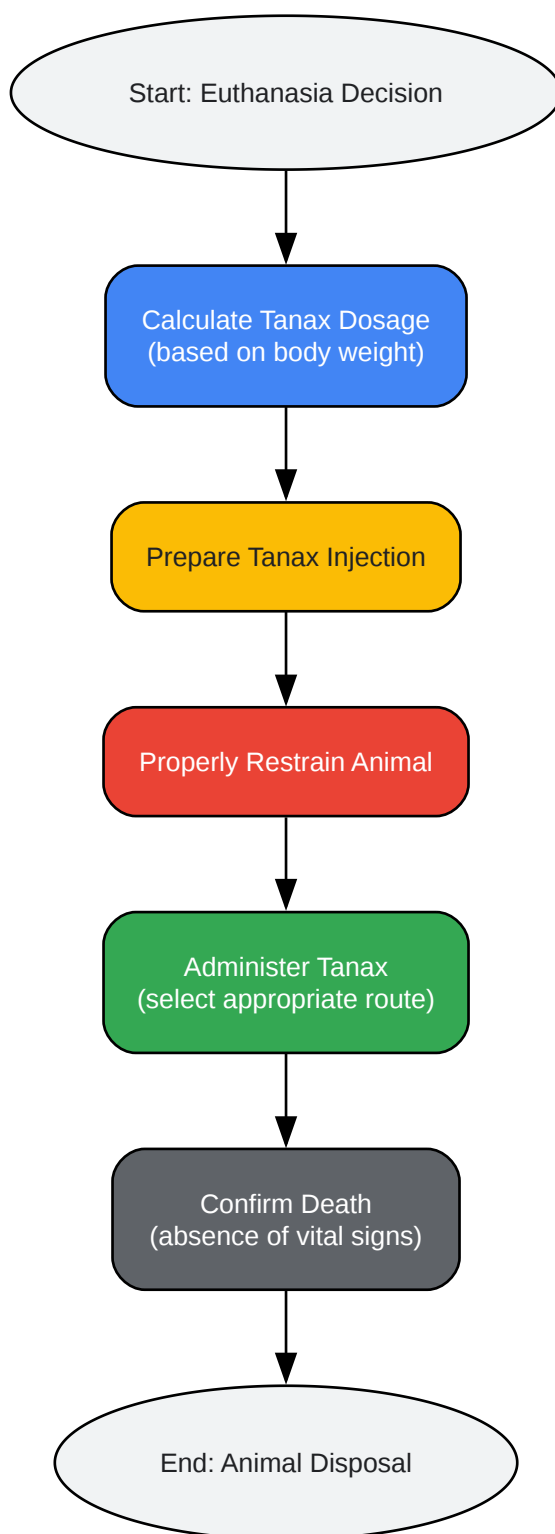 Start: Euthanasia Decision
Calculate Tanax Dosage
(based on body weight)
Prepare Tanax Injection
Properly Restrain Animal
Administer Tanax
(select appropriate route)
Confirm Death
(absence of vital signs)
End: Animal Disposal